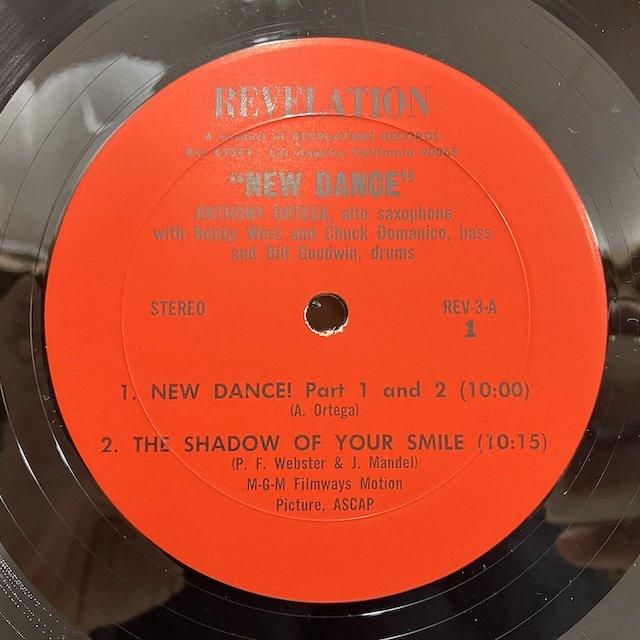 REVELATION
A product of REVELATION RECORDS
Box 65593 Los Angeles, California 90065
"NEW DANCE"
ANTHONY ORTEGA, alto saxophone
with Bobby West and Chuck Domanico, bass
and Bill Goodwin, drums
STEREO
REV-3-A
1
1. NEW DANCE! Part 1 and 2 (10:00)
(A. Ortega)
2. THE SHADOW OF YOUR SMILE (10:15)
(P. F. Webster & J. Mandel)
M-G-M Filmways Motion
Picture, ASCAP